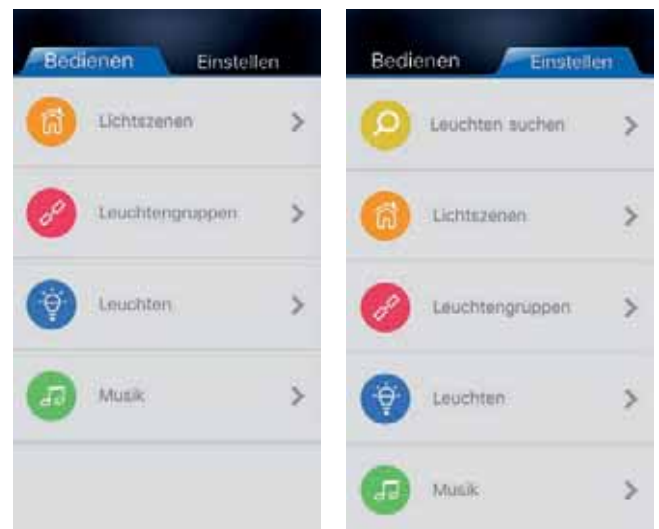 Bedienen Einstellen
Lichtszenen
Leuchtengruppen
Leuchten
Musik
Bedienen Einstellen
Leuchten suchen
Lichtszenen
Leuchtengruppen
Leuchten
Musik